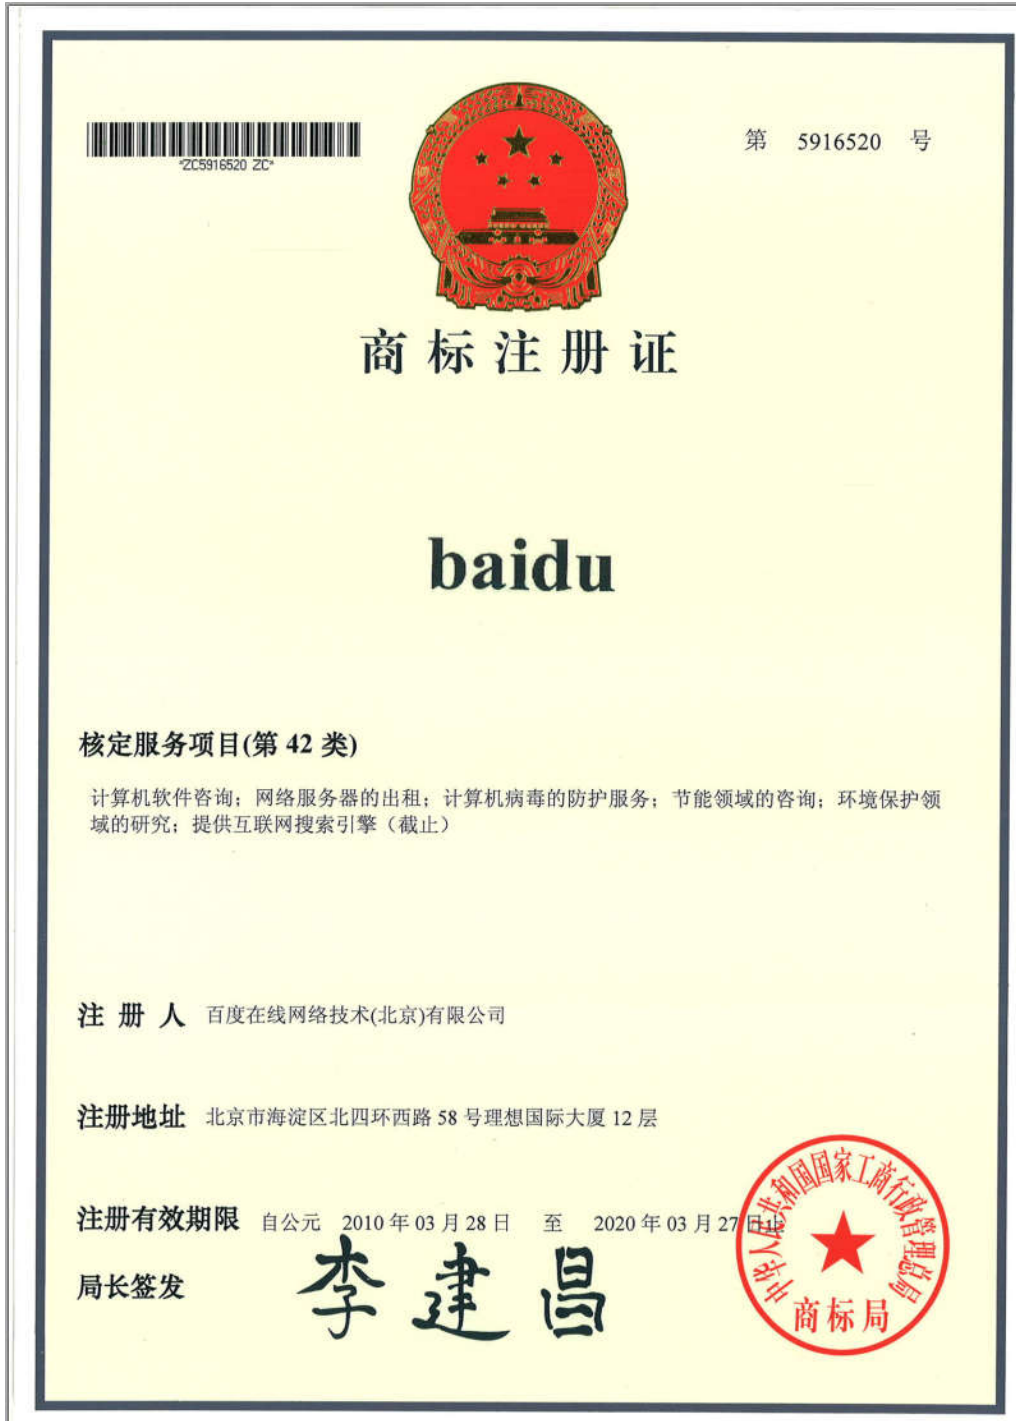 *ZC5916520 ZC*
第 5916520 号
商标注册证
baidu
核定服务项目(第 42 类)
计算机软件咨询；网络服务器的出租；计算机病毒的防护服务；节能领域的咨询；环境保护领
域的研究；提供互联网搜索引擎（截止）
注 册 人 百度在线网络技术(北京)有限公司
注册地址 北京市海淀区北四环西路 58 号理想国际大厦 12 层
注册有效期限 自公元 2010 年 03 月 28 日 至 2020 年 03 月 27 日止
局长签发 李建昌
中华人民共和国国家工商行政管理总局
商标局